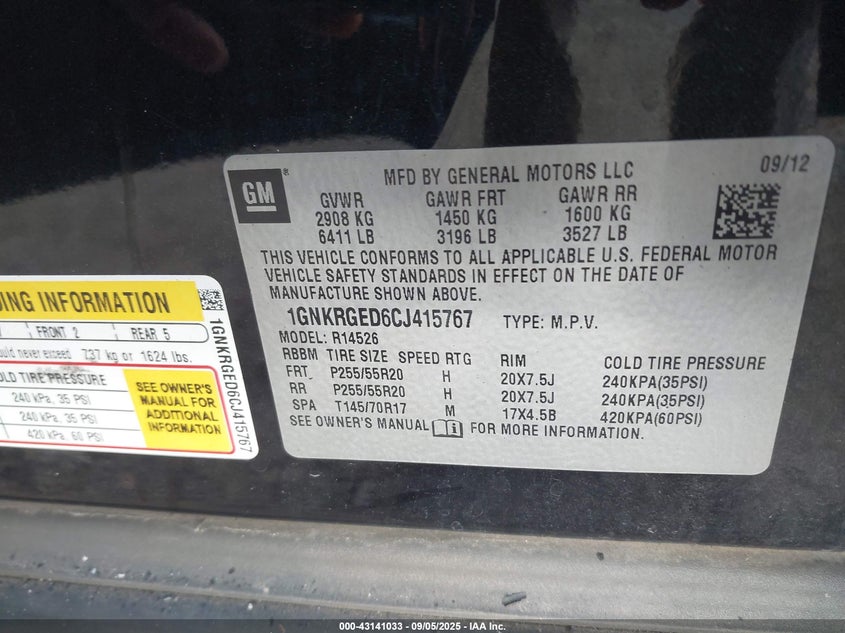 MFD BY GENERAL MOTORS LLC 09/12
GM
®
GVWR GAWR FRT GAWR RR
2908 KG 1450 KG 1600 KG
6411 LB 3196 LB 3527 LB
THIS VEHICLE CONFORMS TO ALL APPLICABLE U.S. FEDERAL MOTOR
VEHICLE SAFETY STANDARDS IN EFFECT ON THE DATE OF
MANUFACTURE SHOWN ABOVE.
1GNKRGED6CJ415767 TYPE: M.P.V.
MODEL: R14526
RBBM TIRE SIZE SPEED RTG RIM COLD TIRE PRESSURE
FRT P255/55R20 H 20X7.5J 240KPA(35PSI)
RR P255/55R20 H 20X7.5J 240KPA(35PSI)
SPA T145/70R17 M 17X4.5B 420KPA(60PSI)
SEE OWNER'S MANUAL i FOR MORE INFORMATION.
INFORMATION
FRONT 2 REAR 5
never exceed 737 kg or 1624 lbs.
TIRE PRESSURE
240 kPa, 35 PSI
240 kPa, 35 PSI
420 kPa, 60 PSI
SEE OWNER'S
MANUAL FOR
ADDITIONAL
INFORMATION
1GNKRGED6CJ415767
000-43141033 - 09/05/2025 - IAA Inc.